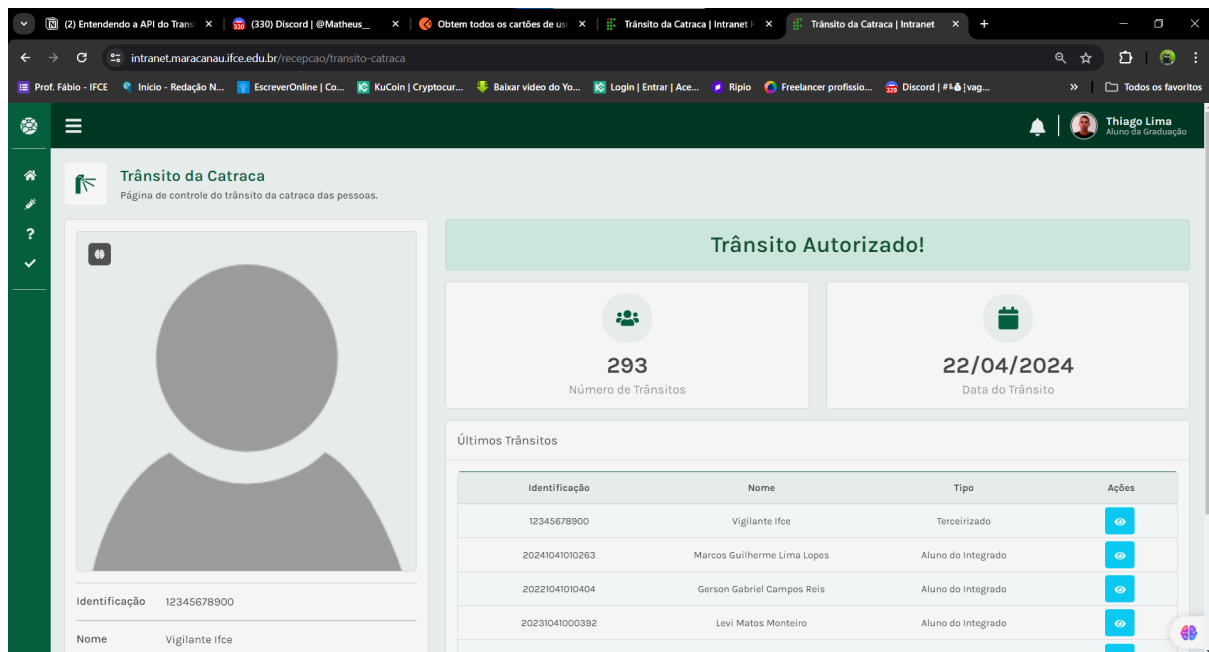 (2) Entendendo a API do Trans
(330) Discord | @Matheus_
Obtem todos os cartões de us
Trânsito da Catraca | Intranet
Trânsito da Catraca | Intranet
intranet.maracanau.ifce.edu.br/recepcao/transito-catraca
Prof. Fábio - IFCE
Início - Redação N...
EscreverOnline | Co...
KuCoin | Cryptocur...
Baixar video do Yo...
Login | Entrar | Ace...
Ripio
Freelancer profissio...
Todos os favoritos
Thiago Lima
Aluno da Graduação
Trânsito da Catraca
Página de controle do trânsito da catraca das pessoas.
Trânsito Autorizado!
293
Número de Trânsitos
22/04/2024
Data do Trânsito
Últimos Trânsitos
Identificação Nome Tipo Ações
12345678900 Vigilante Ifce Terceirizado
20241041010263 Marcos Guilherme Lima Lopes Aluno do Integrado
20221041010404 Gerson Gabriel Campos Reis Aluno do Integrado
20231041000392 Levi Matos Monteiro Aluno do Integrado
Identificação 12345678900
Nome Vigilante Ifce